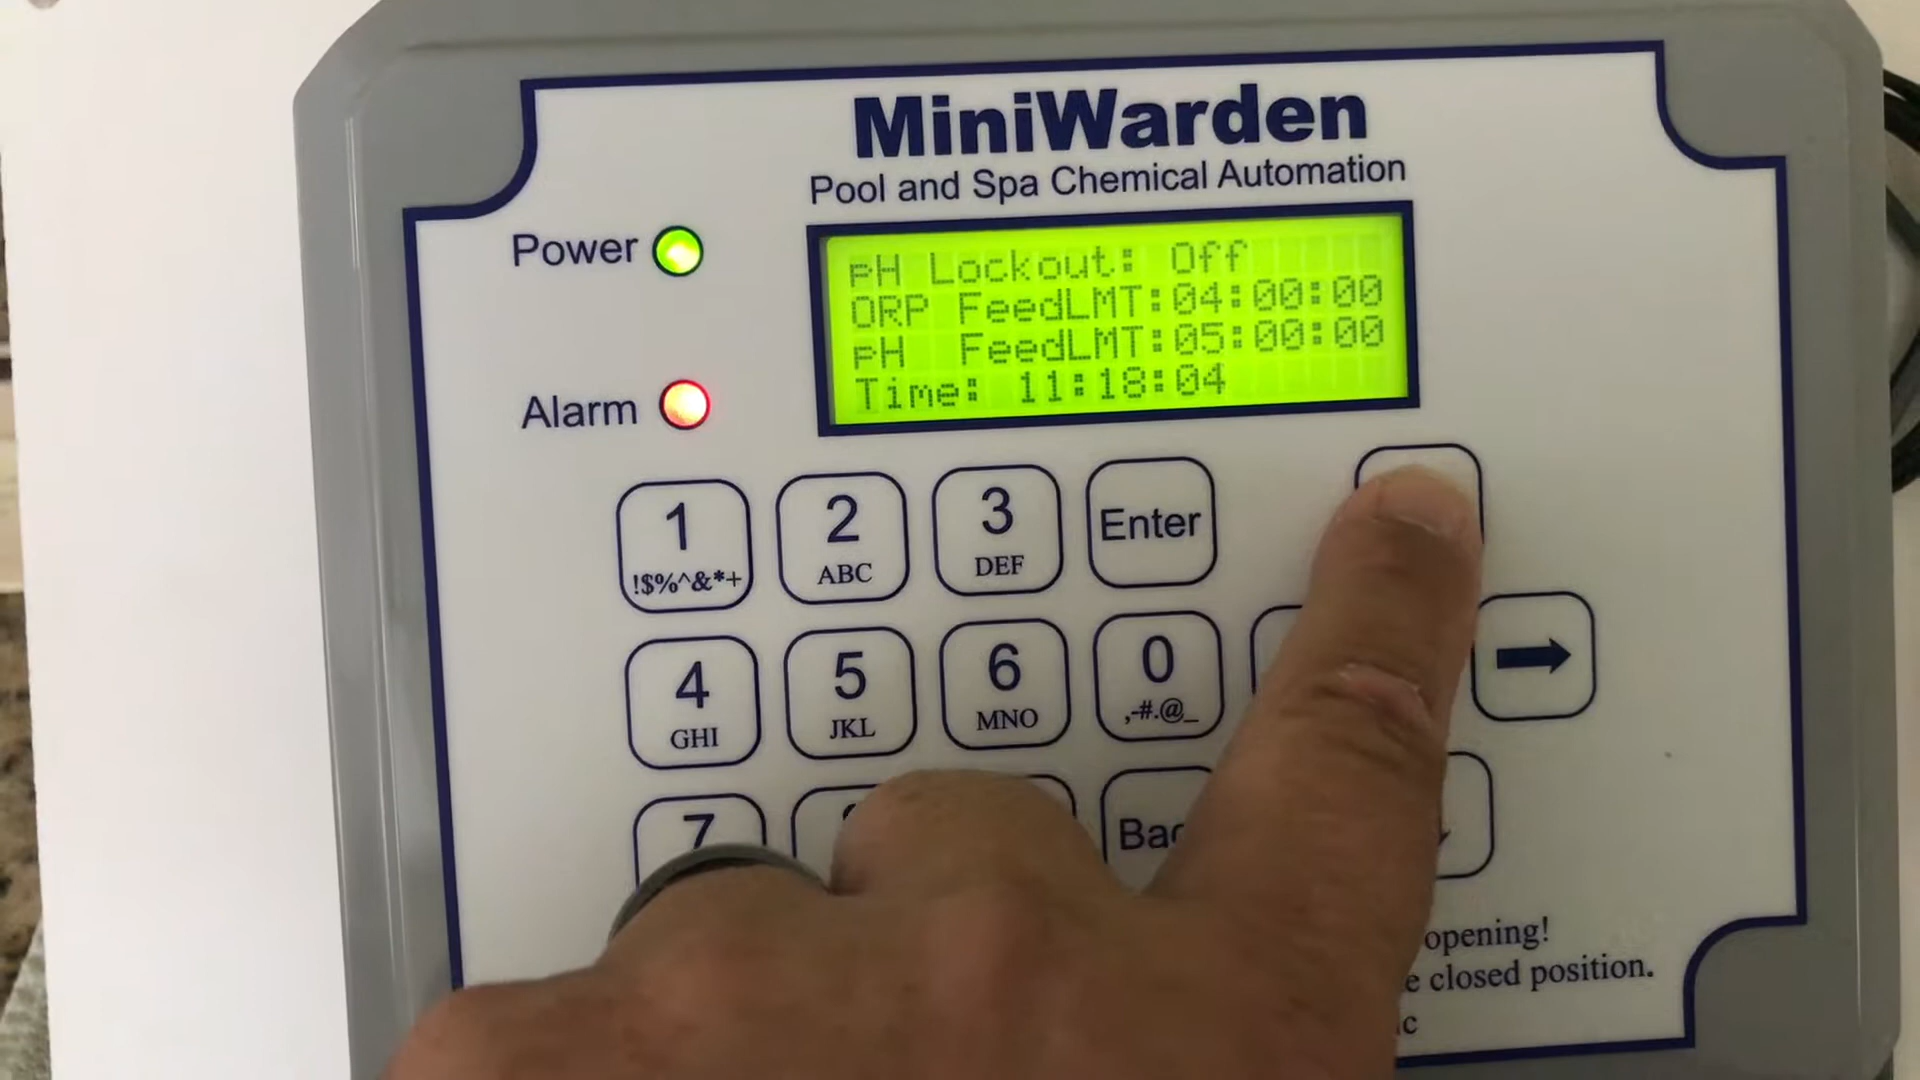 MiniWarden
Pool and Spa Chemical Automation
Power
pH Lockout: Off
ORP FeedLMT:04:00:00
pH FeedLMT:05:00:00
Time: 11:18:04
Alarm
1 2 3 Enter
!$%^&*+ ABC DEF
4 5 6 0
GHI JKL MNO ,-#.@_
7
opening!
closed position.